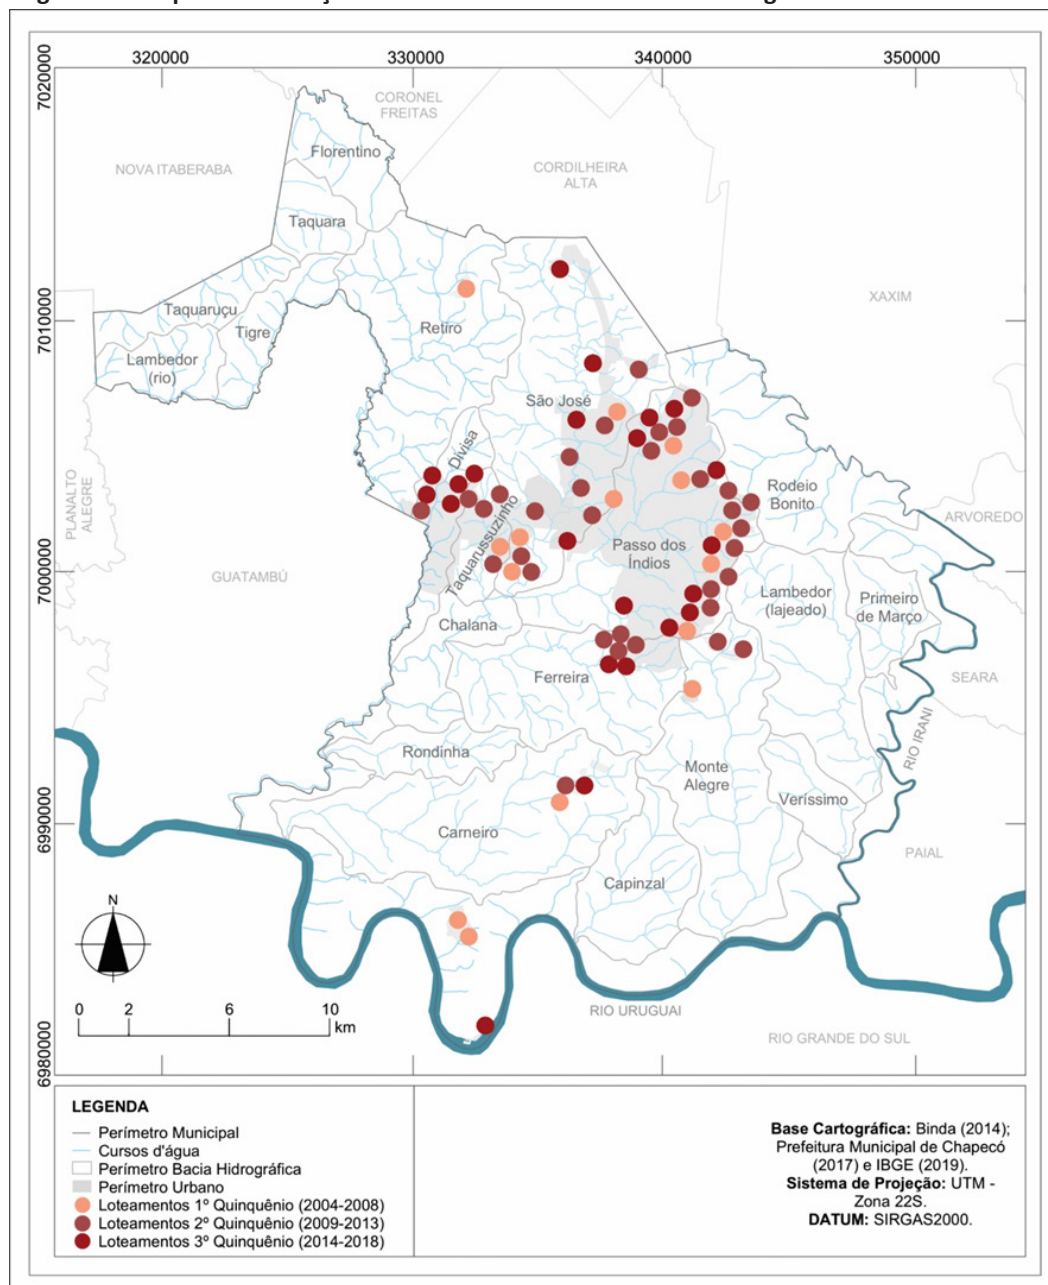 320000
330000
340000
350000
7020000
7010000
7000000
6990000
6980000
CORONEL
FREITAS
NOVA ITABERABA
CORDILHEIRA
ALTA
XAXIM
Florentino
Taquara
Taquaruçu
Tigre
Lambedor
(rio)
Retiro
São José
Divisa
Rodeio
Bonito
PLANALTO
ALEGRE
ARVOREDO
Taquarussuzinho
Passo dos
Índios
GUATAMBÚ
Lambedor
(lajeado)
Primeiro
de Março
Chalana
Ferreira
SEARA
RIO IRANI
Rondinha
Monte
Alegre
Veríssimo
Carneiro
PAIAL
Capinzal
N
RIO URUGUAI
RIO GRANDE DO SUL
0 2 6 10
km
LEGENDA
Perímetro Municipal
Cursos d'água
Perímetro Bacia Hidrográfica
Perímetro Urbano
Loteamentos 1º Quinquênio (2004-2008)
Loteamentos 2º Quinquênio (2009-2013)
Loteamentos 3º Quinquênio (2014-2018)
Base Cartográfica: Binda (2014);
Prefeitura Municipal de Chapecó
(2017) e IBGE (2019).
Sistema de Projeção: UTM -
Zona 22S.
DATUM: SIRGAS2000.